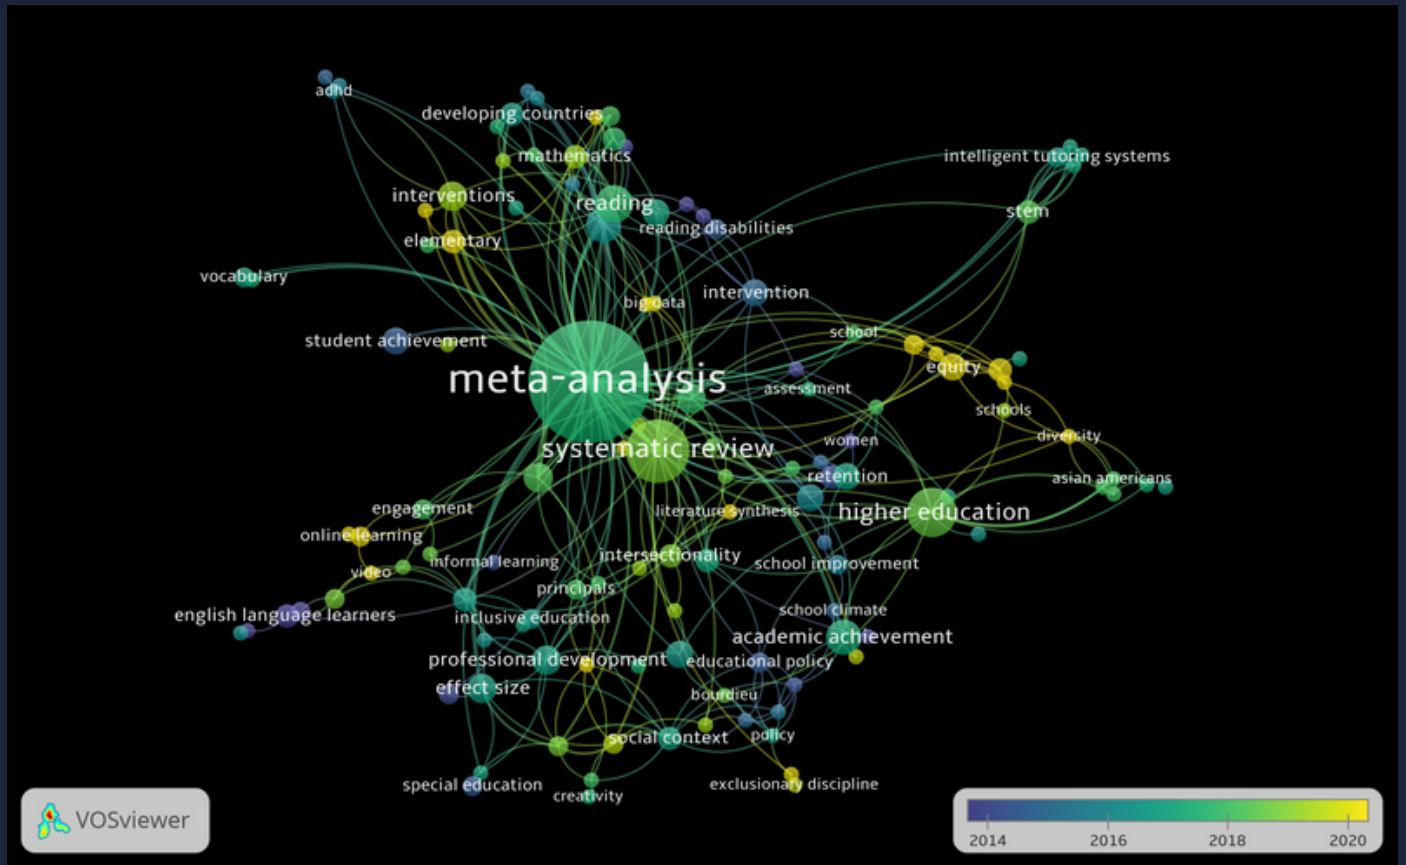 adhd
developing countries
mathematics
intelligent tutoring systems
interventions
reading
stem
reading disabilities
elementary
vocabulary
big data
intervention
school
student achievement
equity
meta-analysis
assessment
schools
diversity
women
systematic review
retention
asian americans
engagement
literature synthesis
higher education
online learning
intersectionality
informal learning
school improvement
video
principals
school climate
english language learners
inclusive education
academic achievement
professional development
educational policy
effect size
bourdieu
social context
policy
special education
exclusionary discipline
creativity
VOSviewer
2014
2016
2018
2020